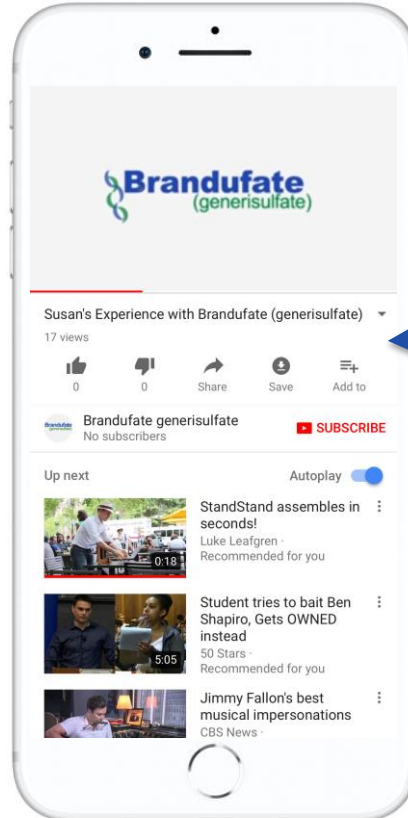 Brandufate
(generisulfate)
Susan's Experience with Brandufate (generisulfate)
17 views
0
0
Share
Save
Add to
Brandufate
generisulfate
Brandufate generisulfate
No subscribers
SUBSCRIBE
Up next
Autoplay
0:18
StandStand assembles in
seconds!
Luke Leafgren ·
Recommended for you
5:05
Student tries to bait Ben
Shapiro, Gets OWNED
instead
50 Stars ·
Recommended for you
Jimmy Fallon's best
musical impersonations
CBS News ·